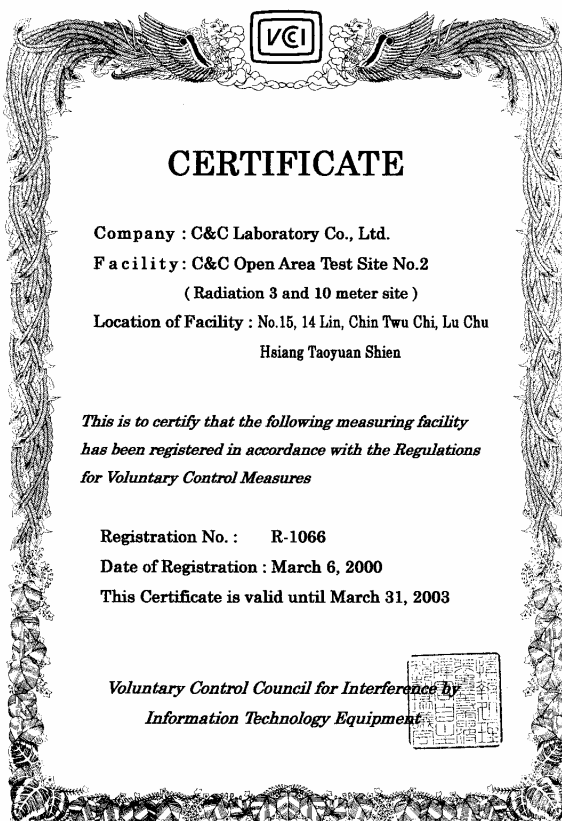 VCCI
CERTIFICATE
Company : C&C Laboratory Co., Ltd.
Facility : C&C Open Area Test Site No.2
( Radiation 3 and 10 meter site )
Location of Facility : No.15, 14 Lin, Chin Twu Chi, Lu Chu
Hsiang Taoyuan Shien
This is to certify that the following measuring facility
has been registered in accordance with the Regulations
for Voluntary Control Measures
Registration No. : R-1066
Date of Registration : March 6, 2000
This Certificate is valid until March 31, 2003
Voluntary Control Council for Interference by
Information Technology Equipment